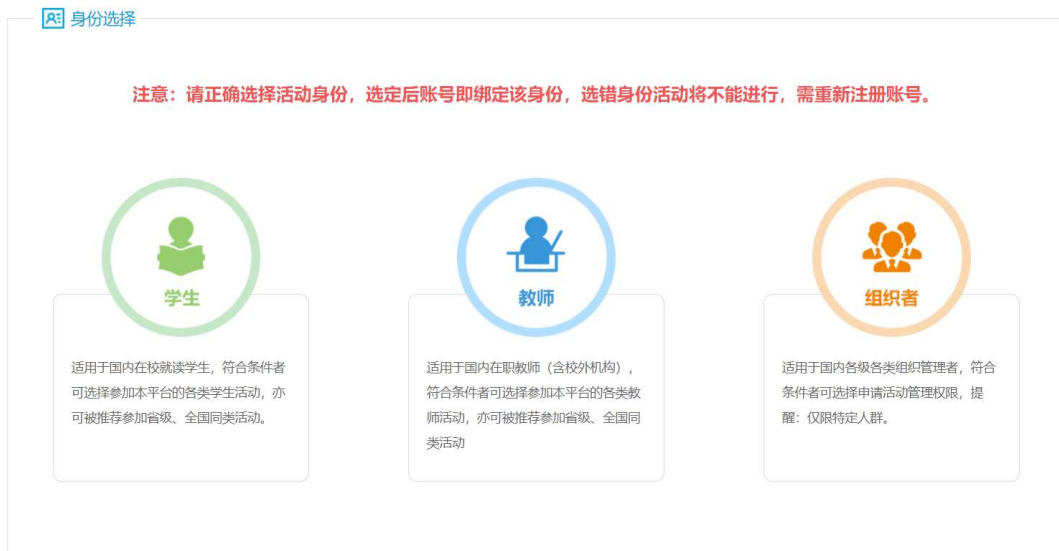 身份选择
注意：请正确选择活动身份，选定后账号即绑定该身份，选错身份活动将不能进行，需重新注册账号。
学生
适用于国内在校就读学生，符合条件者
可选择参加本平台的各类学生活动，亦
可被推荐参加省级、全国同类活动。
教师
适用于国内在职教师（含校外机构），
符合条件者可选择参加本平台的各类教
师活动，亦可被推荐参加省级、全国同
类活动
组织者
适用于国内各级各类组织管理者，符合
条件者可选择申请活动管理权限，提
醒：仅限特定人群。